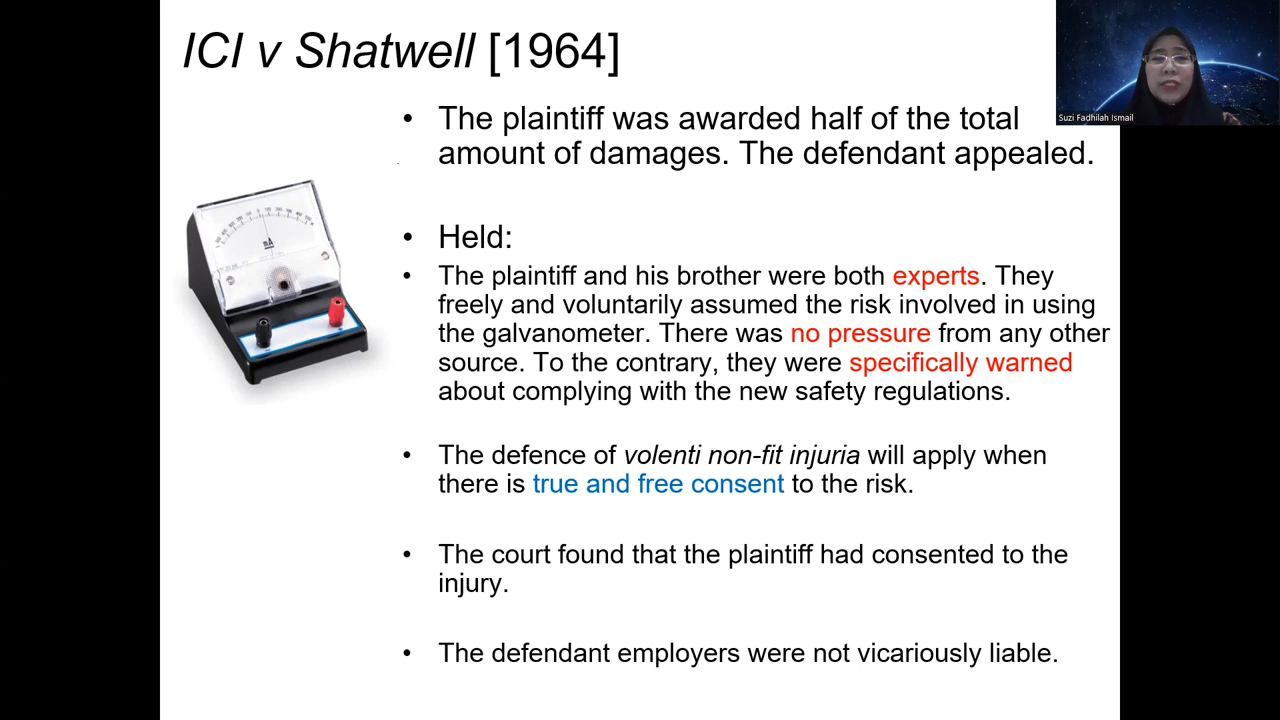 ICI v Shatwell [1964]
• The plaintiff was awarded half of the total
amount of damages. The defendant appealed.
• Held:
• The plaintiff and his brother were both experts. They
freely and voluntarily assumed the risk involved in using
the galvanometer. There was no pressure from any other
source. To the contrary, they were specifically warned
about complying with the new safety regulations.
• The defence of volenti non-fit injuria will apply when
there is true and free consent to the risk.
• The court found that the plaintiff had consented to the
injury.
• The defendant employers were not vicariously liable.
mA
Suzi Fadhilah Ismail